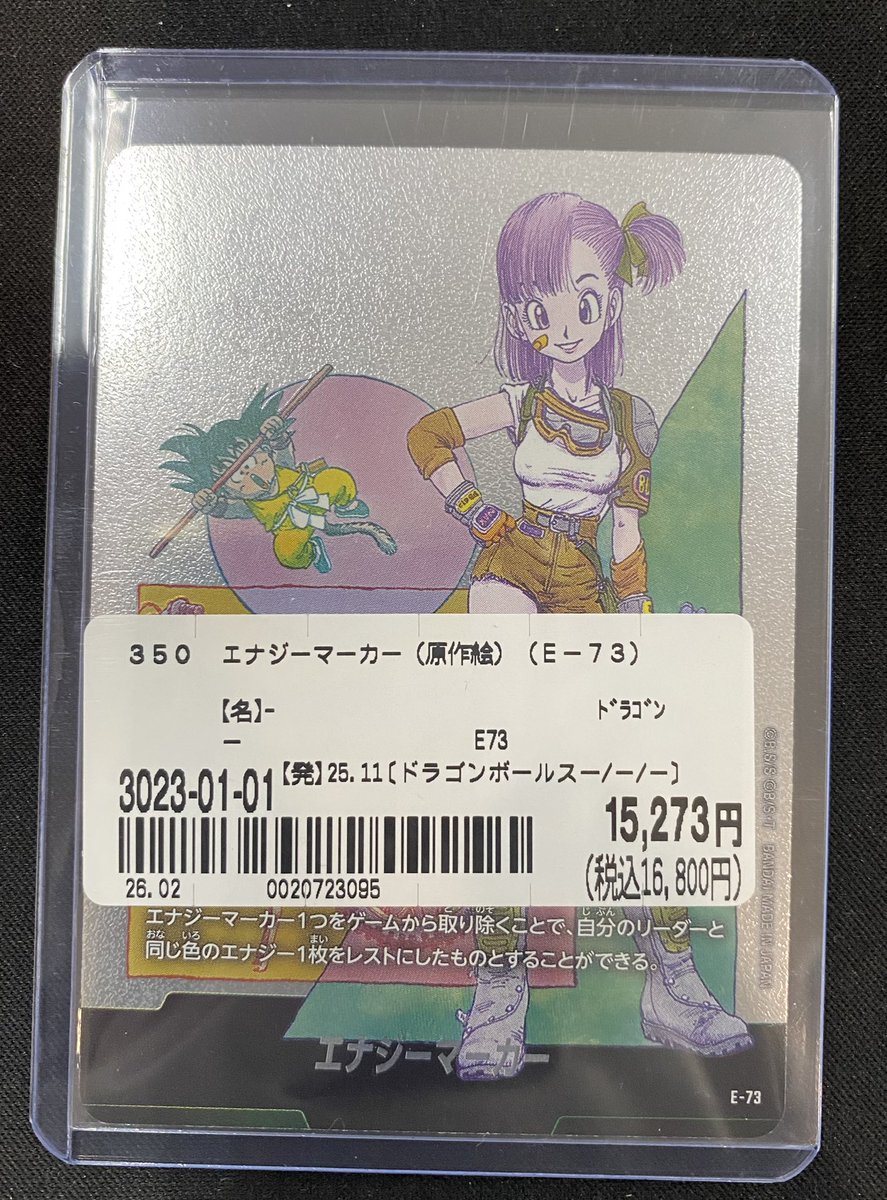 350 エナジーマーカー(原作絵)(E-73)
【名】- ドラゴン
- E73
3023-01-01 【発】25.11〔ドラゴンボールスー/ー/ー〕
15,273円
26.02 0020723095 (税込16,800円)
エナジーマーカー1つをゲームから取り除くことで、自分のリーダーと
同じ色のエナジー1枚をレストにしたものとすることができる。
エナジーマーカー
E-73
©B.S/S ©B.S.T BANDAI MADE IN JAPAN